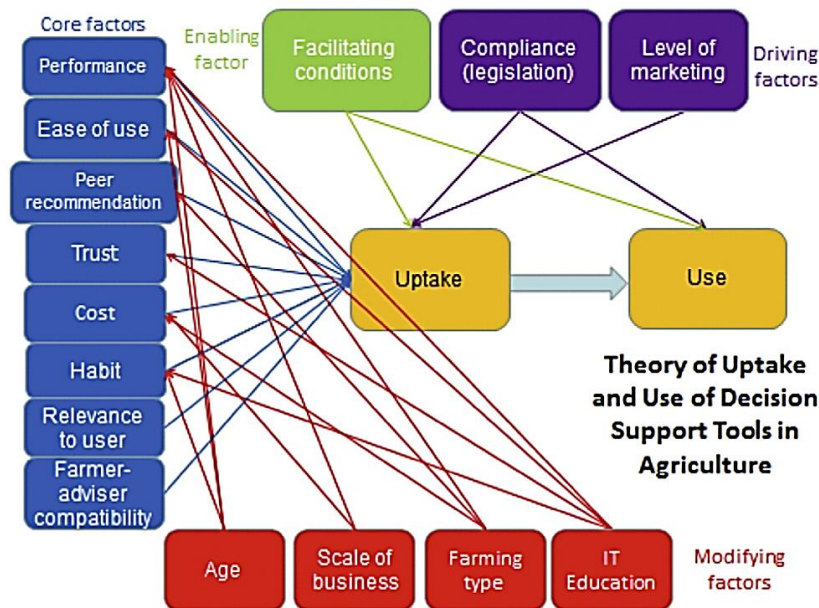 Core factors
Performance
Ease of use
Peer
recommendation
Trust
Cost
Habit
Relevance
to user
Farmer-
adviser
compatibility
Enabling
factor
Facilitating
conditions
Compliance
(legislation)
Level of
marketing
Driving
factors
Uptake
Use
Theory of Uptake
and Use of Decision
Support Tools in
Agriculture
Age
Scale of
business
Farming
type
IT
Education
Modifying
factors